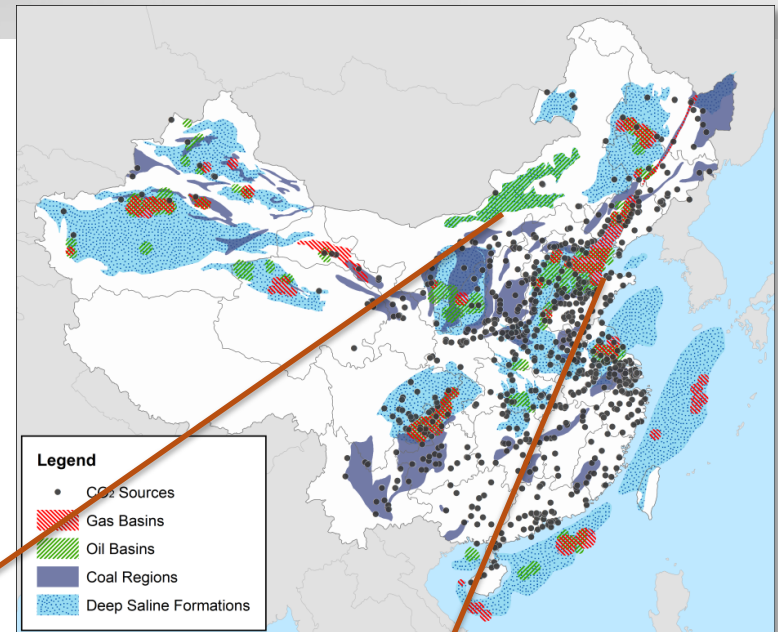 Legend
CO₂ Sources
Gas Basins
Oil Basins
Coal Regions
Deep Saline Formations